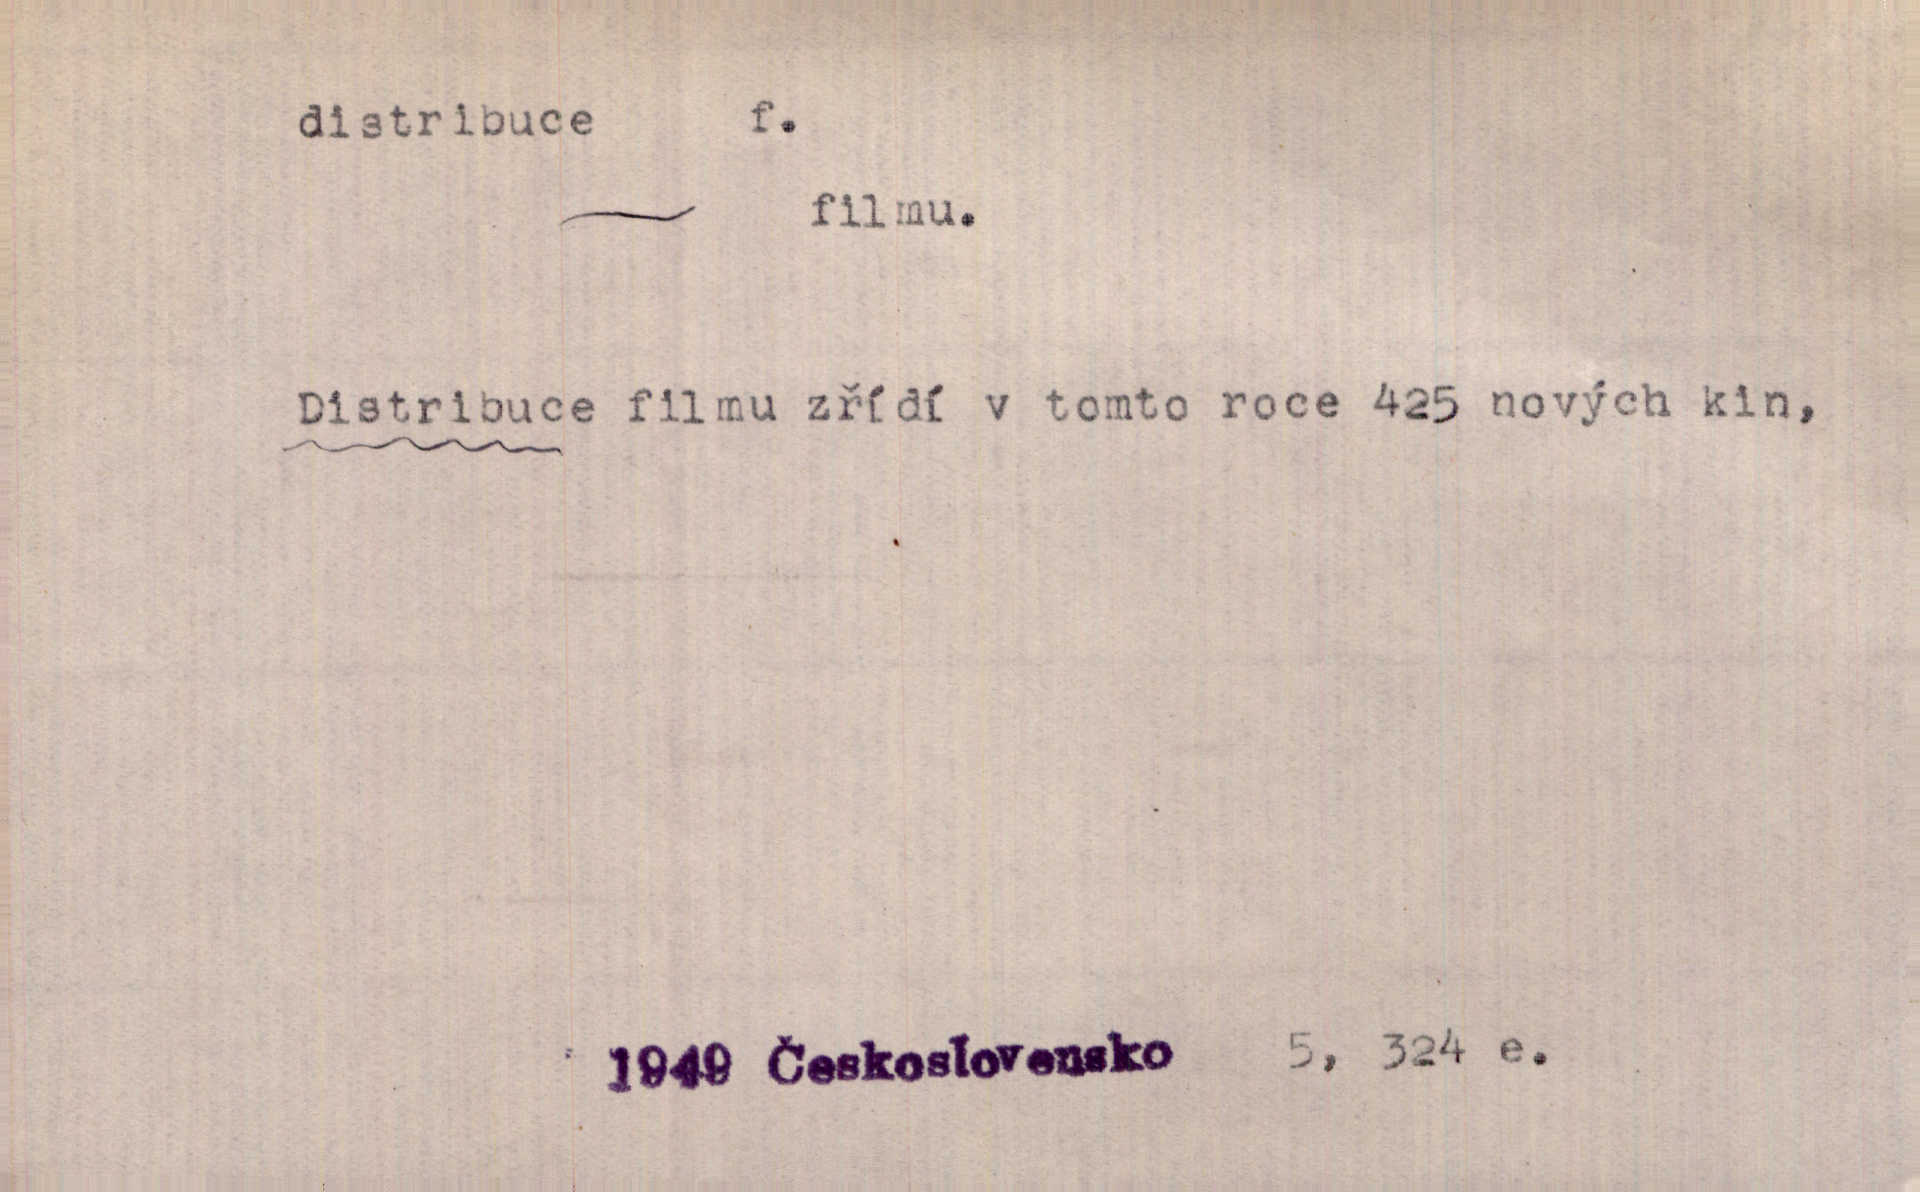 distribuce f.
~ filmu.
Distribuce filmu zřídí v tomto roce 425 nových kin,
1949 Československo 5, 324 e.